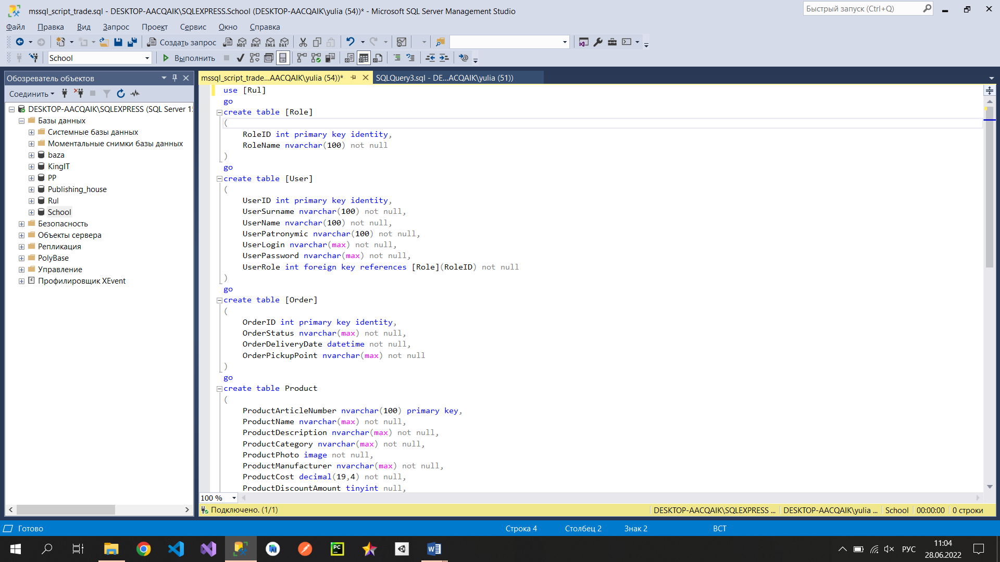 mssql_script_trade.sql - DESKTOP-AACQAIK\SQLEXPRESS.School (DESKTOP-AACQAIK\yulia (54))* - Microsoft SQL Server Management Studio
Быстрый запуск (Ctrl+Q)
Файл Правка Вид Запрос Проект Сервис Окно Справка
Создать запрос MDX DMX XMLA DAX
School Выполнить
Обозреватель объектов
Соединить
DESKTOP-AACQAIK\SQLEXPRESS (SQL Server 1
Базы данных
Системные базы данных
Моментальные снимки базы данных
baza
KingIT
PP
Publishing_house
Rul
School
Безопасность
Объекты сервера
Репликация
PolyBase
Управление
Профилировщик XEvent
mssql_script_trade...AACQAIK\yulia (54))* SQLQuery3.sql - DE...ACQAIK\yulia (51))
use [Rul]
go
create table [Role]
(
RoleID int primary key identity,
RoleName nvarchar(100) not null
)
go
create table [User]
(
UserID int primary key identity,
UserSurname nvarchar(100) not null,
UserName nvarchar(100) not null,
UserPatronymic nvarchar(100) not null,
UserLogin nvarchar(max) not null,
UserPassword nvarchar(max) not null,
UserRole int foreign key references [Role](RoleID) not null
)
go
create table [Order]
(
OrderID int primary key identity,
OrderStatus nvarchar(max) not null,
OrderDeliveryDate datetime not null,
OrderPickupPoint nvarchar(max) not null
)
go
create table Product
(
ProductArticleNumber nvarchar(100) primary key,
ProductName nvarchar(max) not null,
ProductDescription nvarchar(max) not null,
ProductCategory nvarchar(max) not null,
ProductPhoto image not null,
ProductManufacturer nvarchar(max) not null,
ProductCost decimal(19,4) not null,
ProductDiscountAmount tinyint null,
100 %
Подключено. (1/1) DESKTOP-AACQAIK\SQLEXPRESS ... DESKTOP-AACQAIK\yulia ... School 00:00:00 0 строки
Готово Строка 4 Столбец 2 Знак 2 ВСТ
PC W РУС 11:04
28.06.2022